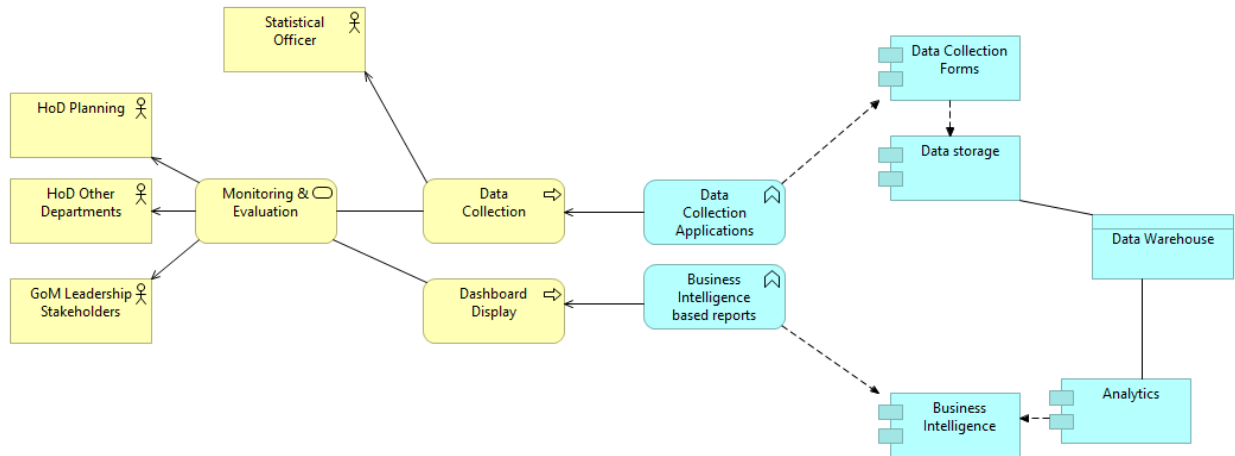 Statistical
Officer
HoD Planning
HoD Other
Departments
GoM Leadership
Stakeholders
Monitoring &
Evaluation
Data
Collection
Dashboard
Display
Data
Collection
Applications
Business
Intelligence
based reports
Data Collection
Forms
Data storage
Data Warehouse
Analytics
Business
Intelligence